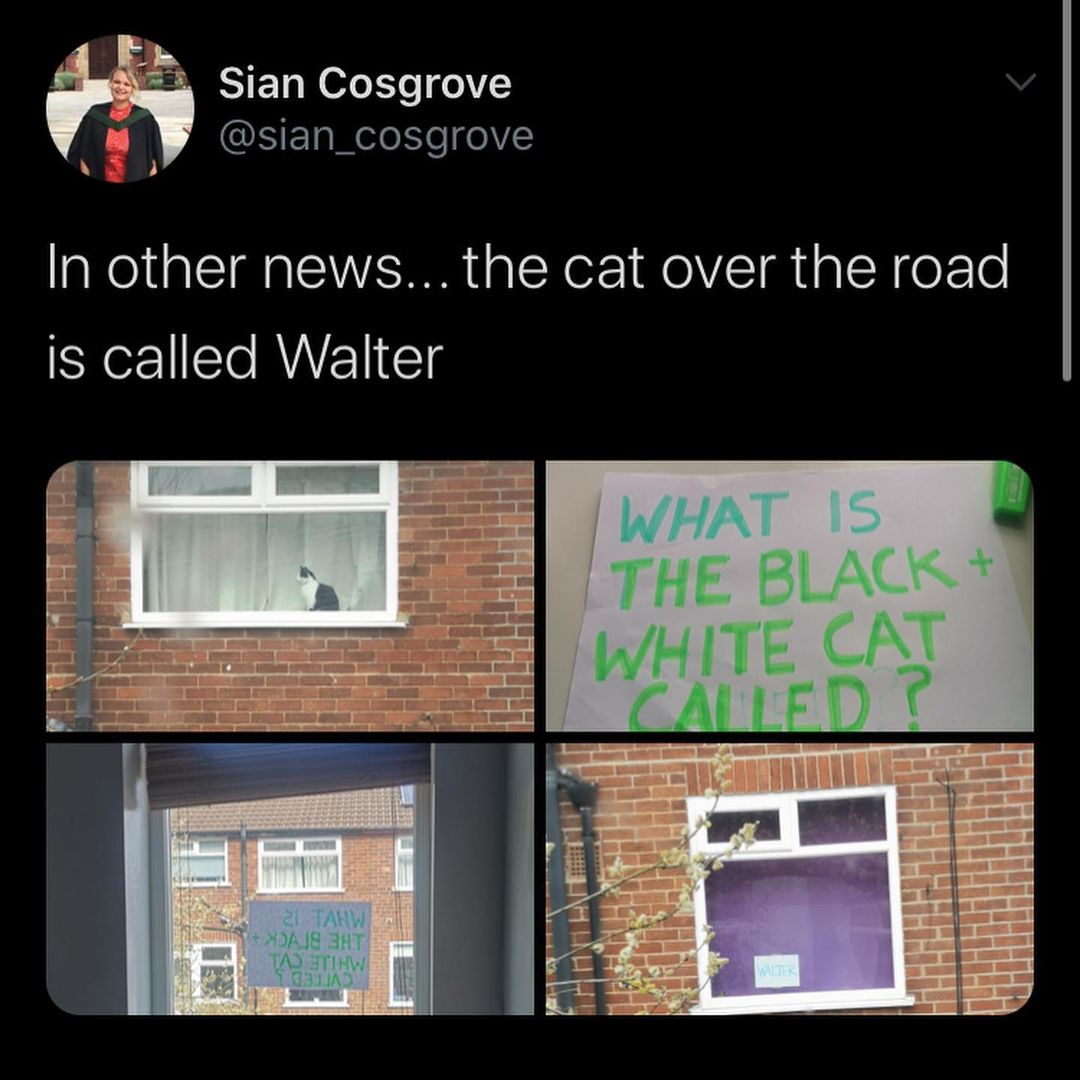 Sian Cosgrove
@sian_cosgrove
In other news... the cat over the road
is called Walter
WHAT IS
THE BLACK +
WHITE CAT
CALLED ?
WHAT IS
THE BLACK +
WHITE CAT
CALLED ?
WALTER